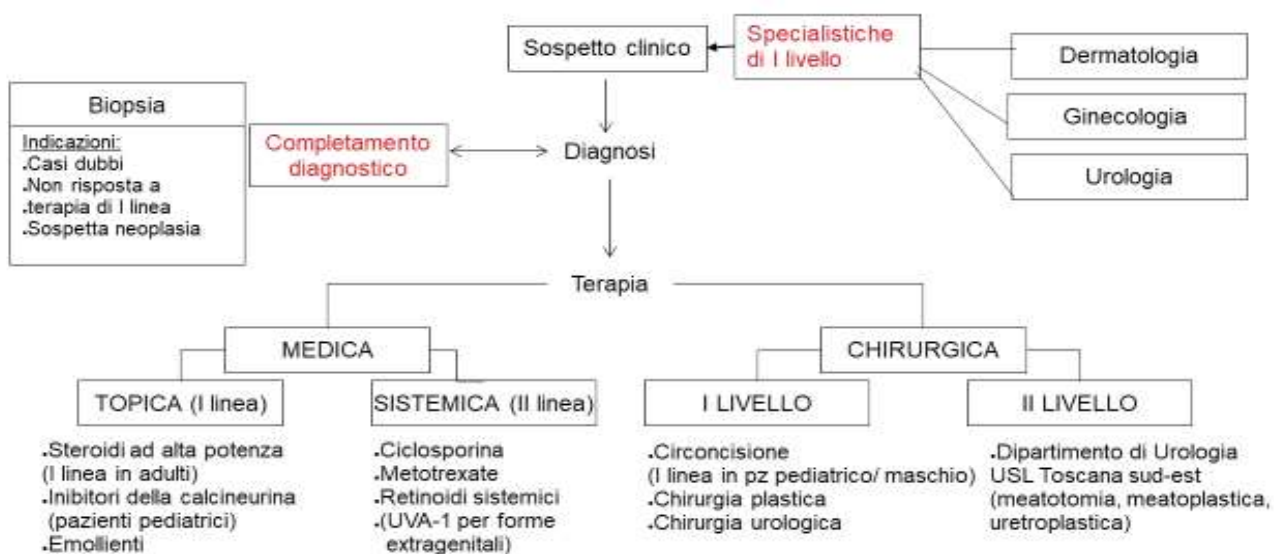 Sospetto clinico
Specialistiche
di I livello
Dermatologia
Ginecologia
Urologia
Biopsia
Indicazioni:
.Casi dubbi
.Non risposta a
.terapia di I linea
.Sospetta neoplasia
Completamento
diagnostico
Diagnosi
Terapia
MEDICA
CHIRURGICA
TOPICA (I linea)
SISTEMICA (II linea)
I LIVELLO
II LIVELLO
.Steroidi ad alta potenza
(I linea in adulti)
.Inibitori della calcineurina
(pazienti pediatrici)
.Emollienti
.Ciclosporina
.Metotrexate
.Retinoidi sistemici
.(UVA-1 per forme
extragenitali)
.Circoncisione
(I linea in pz pediatrico/ maschio)
.Chirurgia plastica
.Chirurgia urologica
.Dipartimento di Urologia
USL Toscana sud-est
(meatotomia, meatoplastica,
uretroplastica)